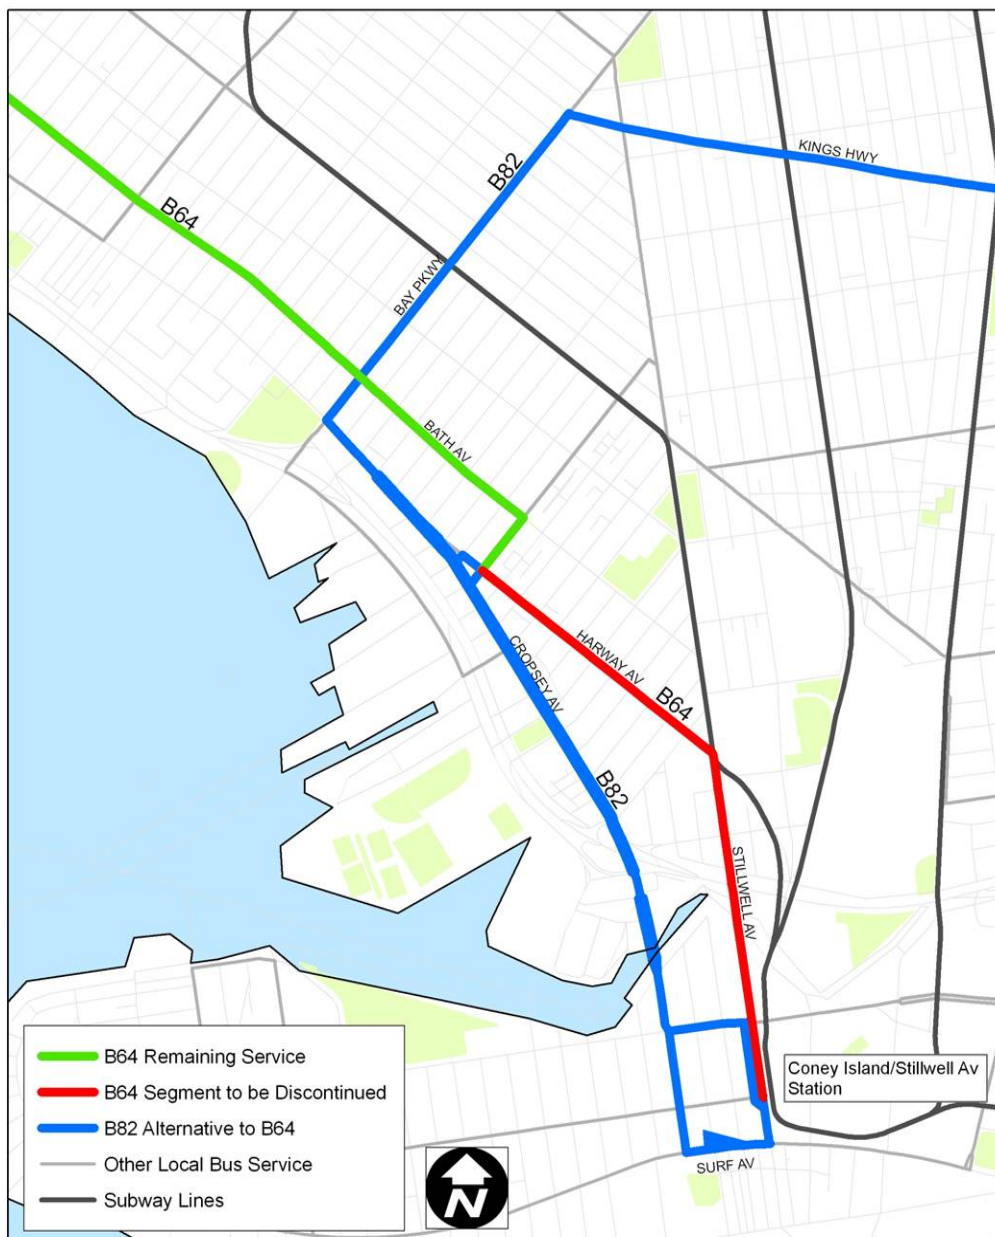 B82
KINGS HWY
B64
BAY PKWY
BATH AV
HARWAY AV
CROPSEY AV
B64
B82
STILLWELL AV
B64 Remaining Service
B64 Segment to be Discontinued
B82 Alternative to B64
Other Local Bus Service
Subway Lines
Coney Island/Stillwell Av
Station
SURF AV
N